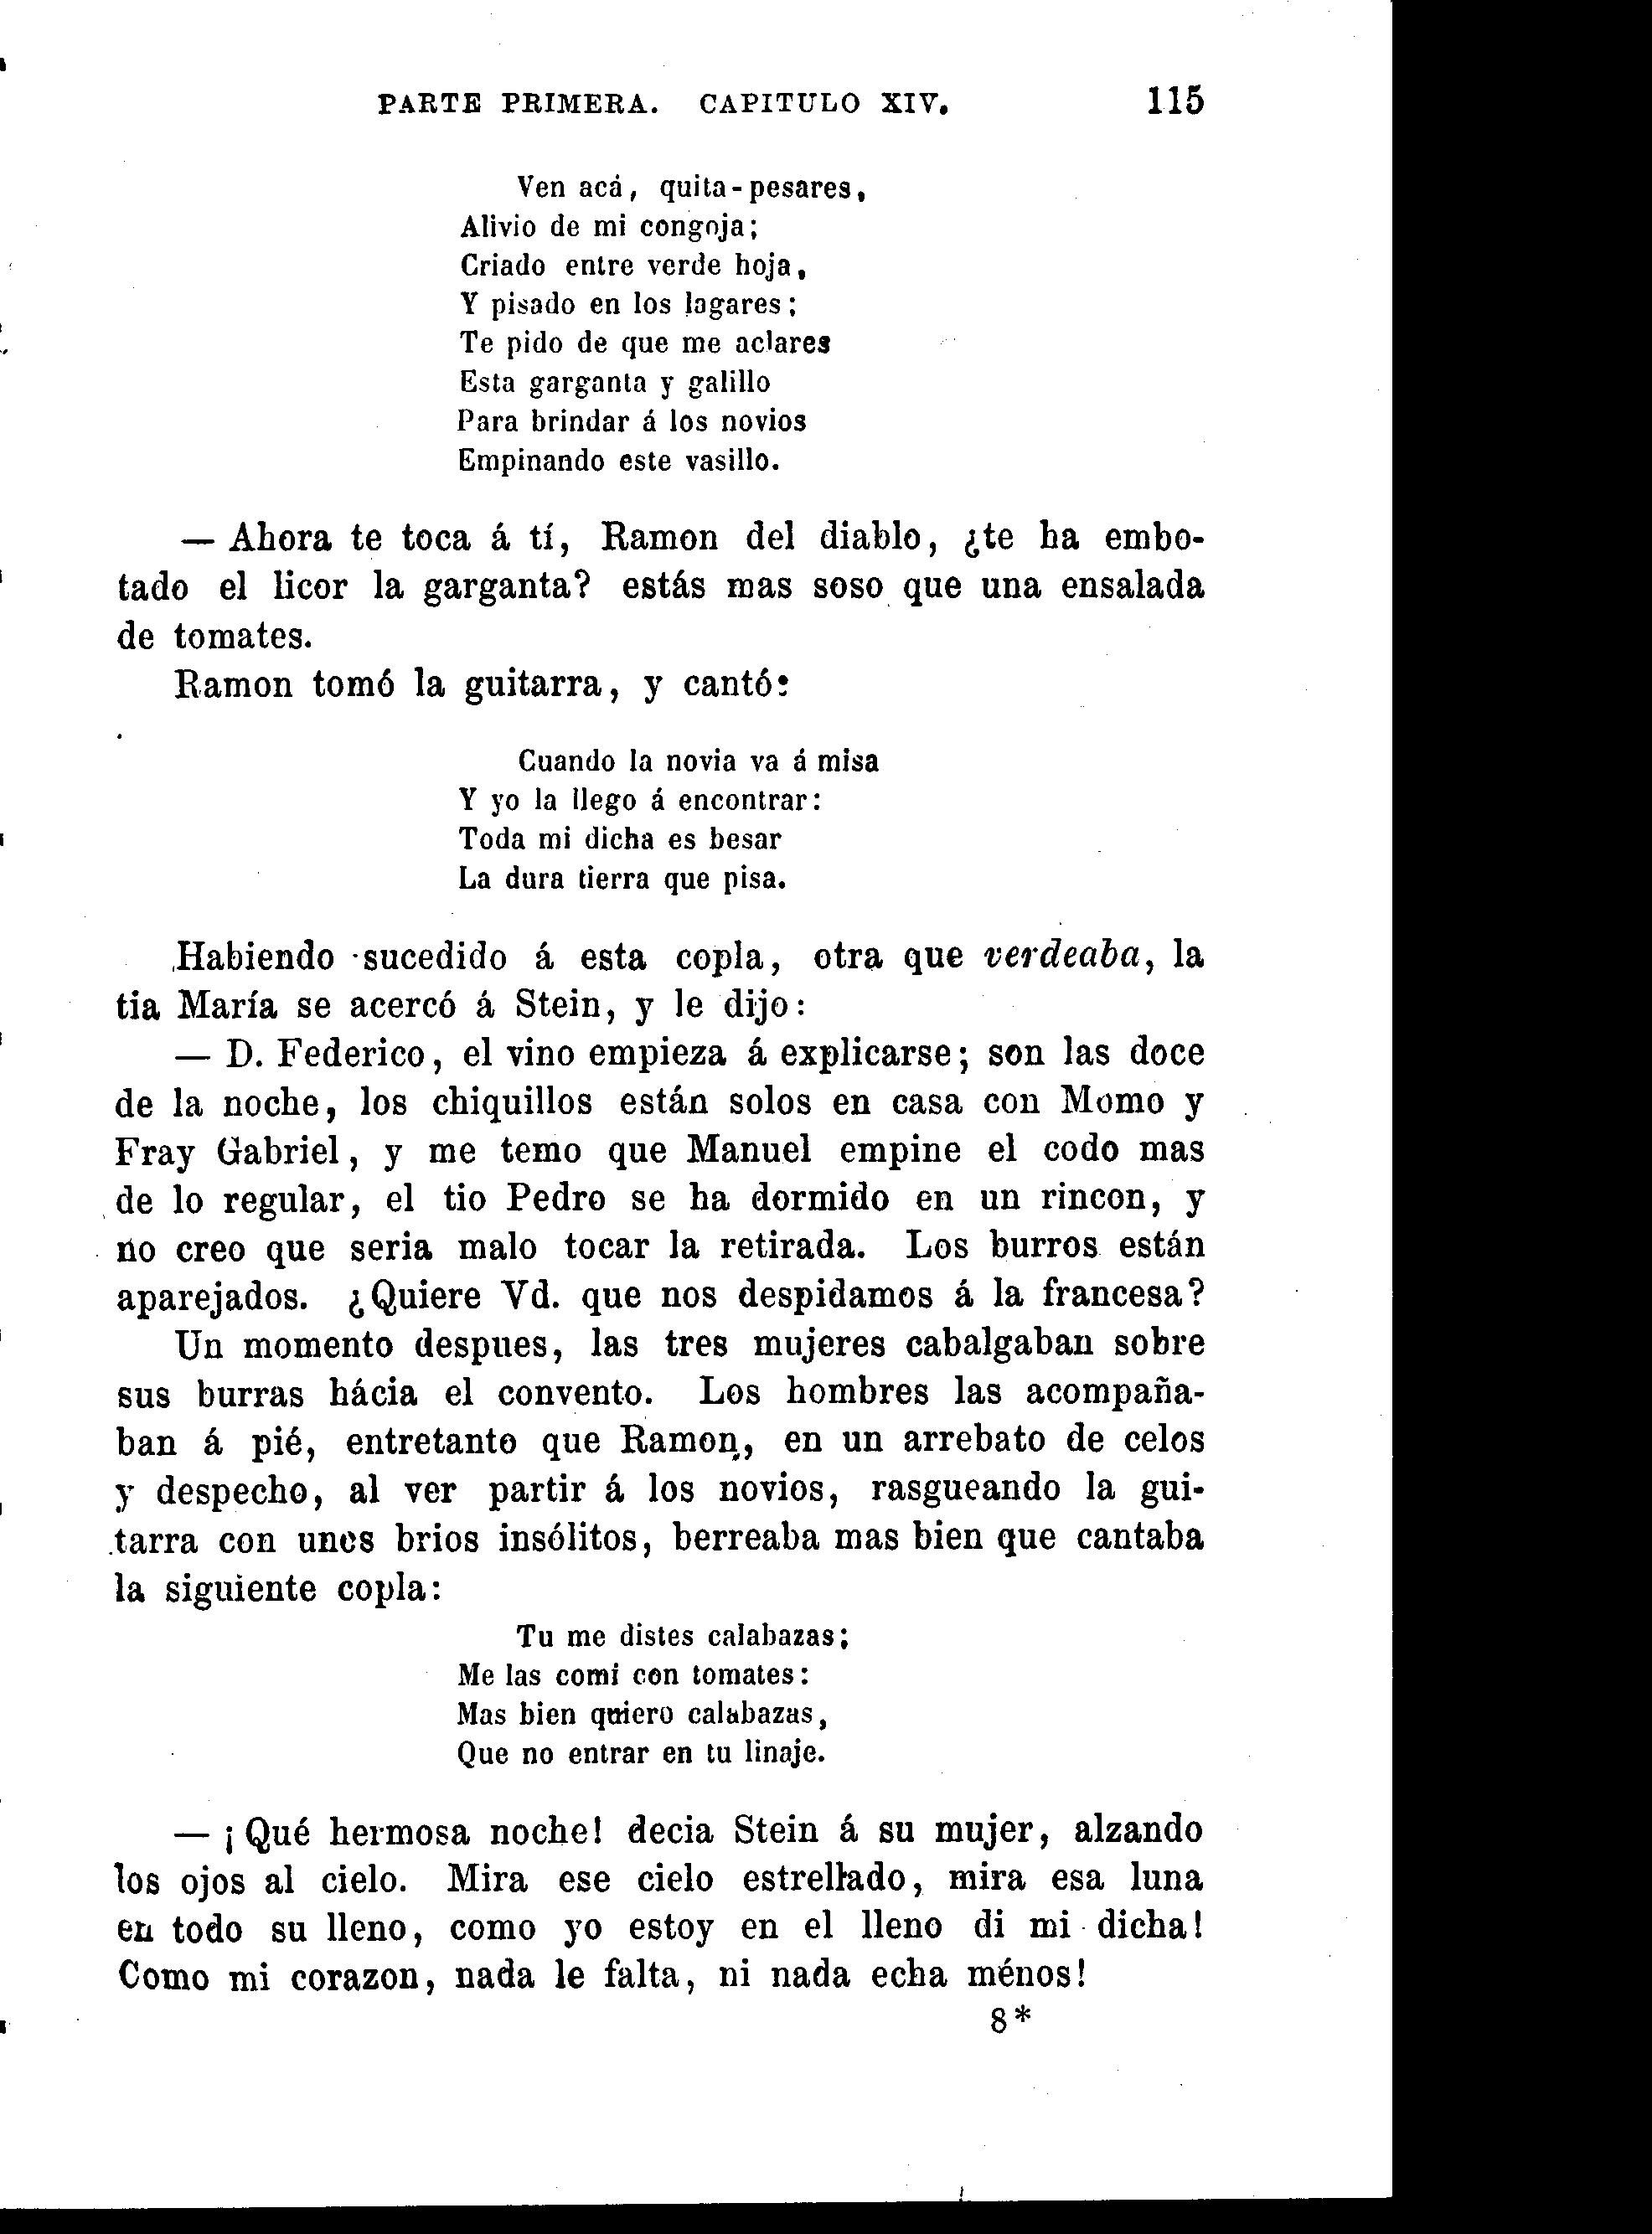 PARTE PRIMERA. CAPITULO XIV. 115
Ven acá, quita-pesares,
Alivio de mi congoja;
Criado entre verde hoja,
Y pisado en los lagares;
Te pido de que me aclares
Esta garganta y galillo
Para brindar á los novios
Empinando este vasillo.
— Ahora te toca á tí, Ramon del diablo, ¿te ha embo-
tado el licor la garganta? estás mas soso que una ensalada
de tomates.
Ramon tomó la guitarra, y cantó:
Cuando la novia va á misa
Y yo la llego á encontrar:
Toda mi dicha es besar
La dura tierra que pisa.
Habiendo sucedido á esta copla, otra que verdeaba, la
tia María se acercó á Stein, y le dijo:
— D. Federico, el vino empieza á explicarse; son las doce
de la noche, los chiquillos están solos en casa con Momo y
Fray Gabriel, y me temo que Manuel empine el codo mas
de lo regular, el tio Pedro se ha dormido en un rincon, y
no creo que seria malo tocar la retirada. Los burros están
aparejados. ¿Quiere Vd. que nos despidamos á la francesa?
Un momento despues, las tres mujeres cabalgaban sobre
sus burras hácia el convento. Los hombres las acompaña-
ban á pié, entretanto que Ramon, en un arrebato de celos
y despecho, al ver partir á los novios, rasgueando la gui-
tarra con unos brios insólitos, berreaba mas bien que cantaba
la siguiente copla:
Tu me distes calabazas;
Me las comí con tomates:
Mas bien quiero calabazas,
Que no entrar en tu linaje.
— ¡Qué hermosa noche! decia Stein á su mujer, alzando
los ojos al cielo. Mira ese cielo estrellado, mira esa luna
en todo su lleno, como yo estoy en el lleno di mi dicha!
Como mi corazon, nada le falta, ni nada echa ménos!
8*